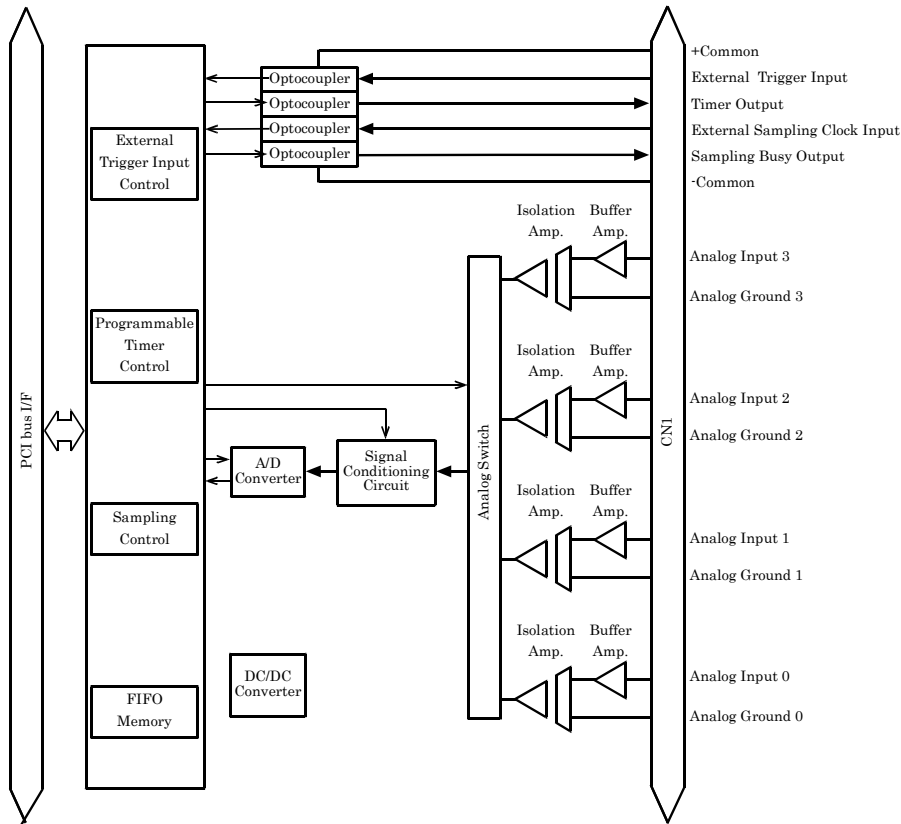 +Common
Optocoupler
External Trigger Input
Optocoupler
Timer Output
Optocoupler
External Sampling Clock Input
Optocoupler
Sampling Busy Output
-Common
External
Trigger Input
Control
Programmable
Timer
Control
Sampling
Control
FIFO
Memory
PCI bus I/F
A/D
Converter
Signal
Conditioning
Circuit
DC/DC
Converter
Analog Switch
Isolation
Amp.
Buffer
Amp.
Analog Input 3
Analog Ground 3
Isolation
Amp.
Buffer
Amp.
Analog Input 2
Analog Ground 2
Isolation
Amp.
Buffer
Amp.
Analog Input 1
Analog Ground 1
Isolation
Amp.
Buffer
Amp.
Analog Input 0
Analog Ground 0
CN1